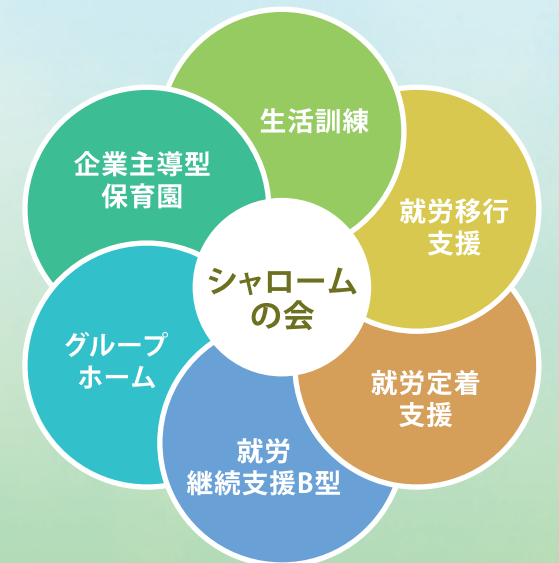 生活訓練
就労移行
支援
就労定着
支援
就労
継続支援B型
グループ
ホーム
企業主導型
保育園
シャローム
の会